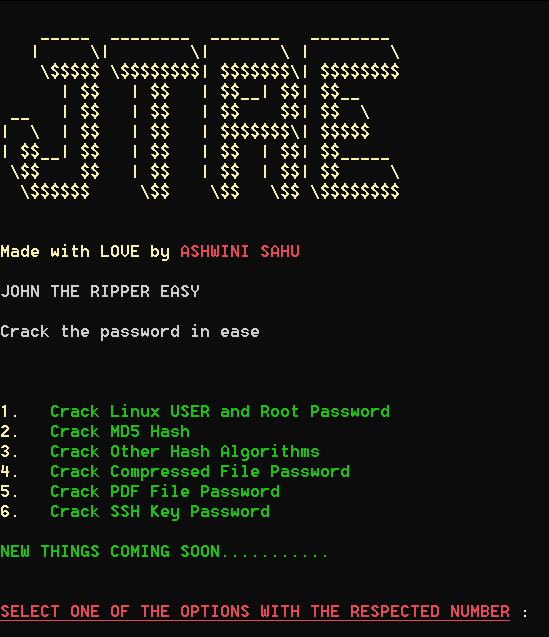 JTRE
Made with LOVE by ASHWINI SAHU
JOHN THE RIPPER EASY
Crack the password in ease
1. Crack Linux USER and Root Password
2. Crack MD5 Hash
3. Crack Other Hash Algorithms
4. Crack Compressed File Password
5. Crack PDF File Password
6. Crack SSH Key Password
NEW THINGS COMING SOON...........
SELECT ONE OF THE OPTIONS WITH THE RESPECTED NUMBER :